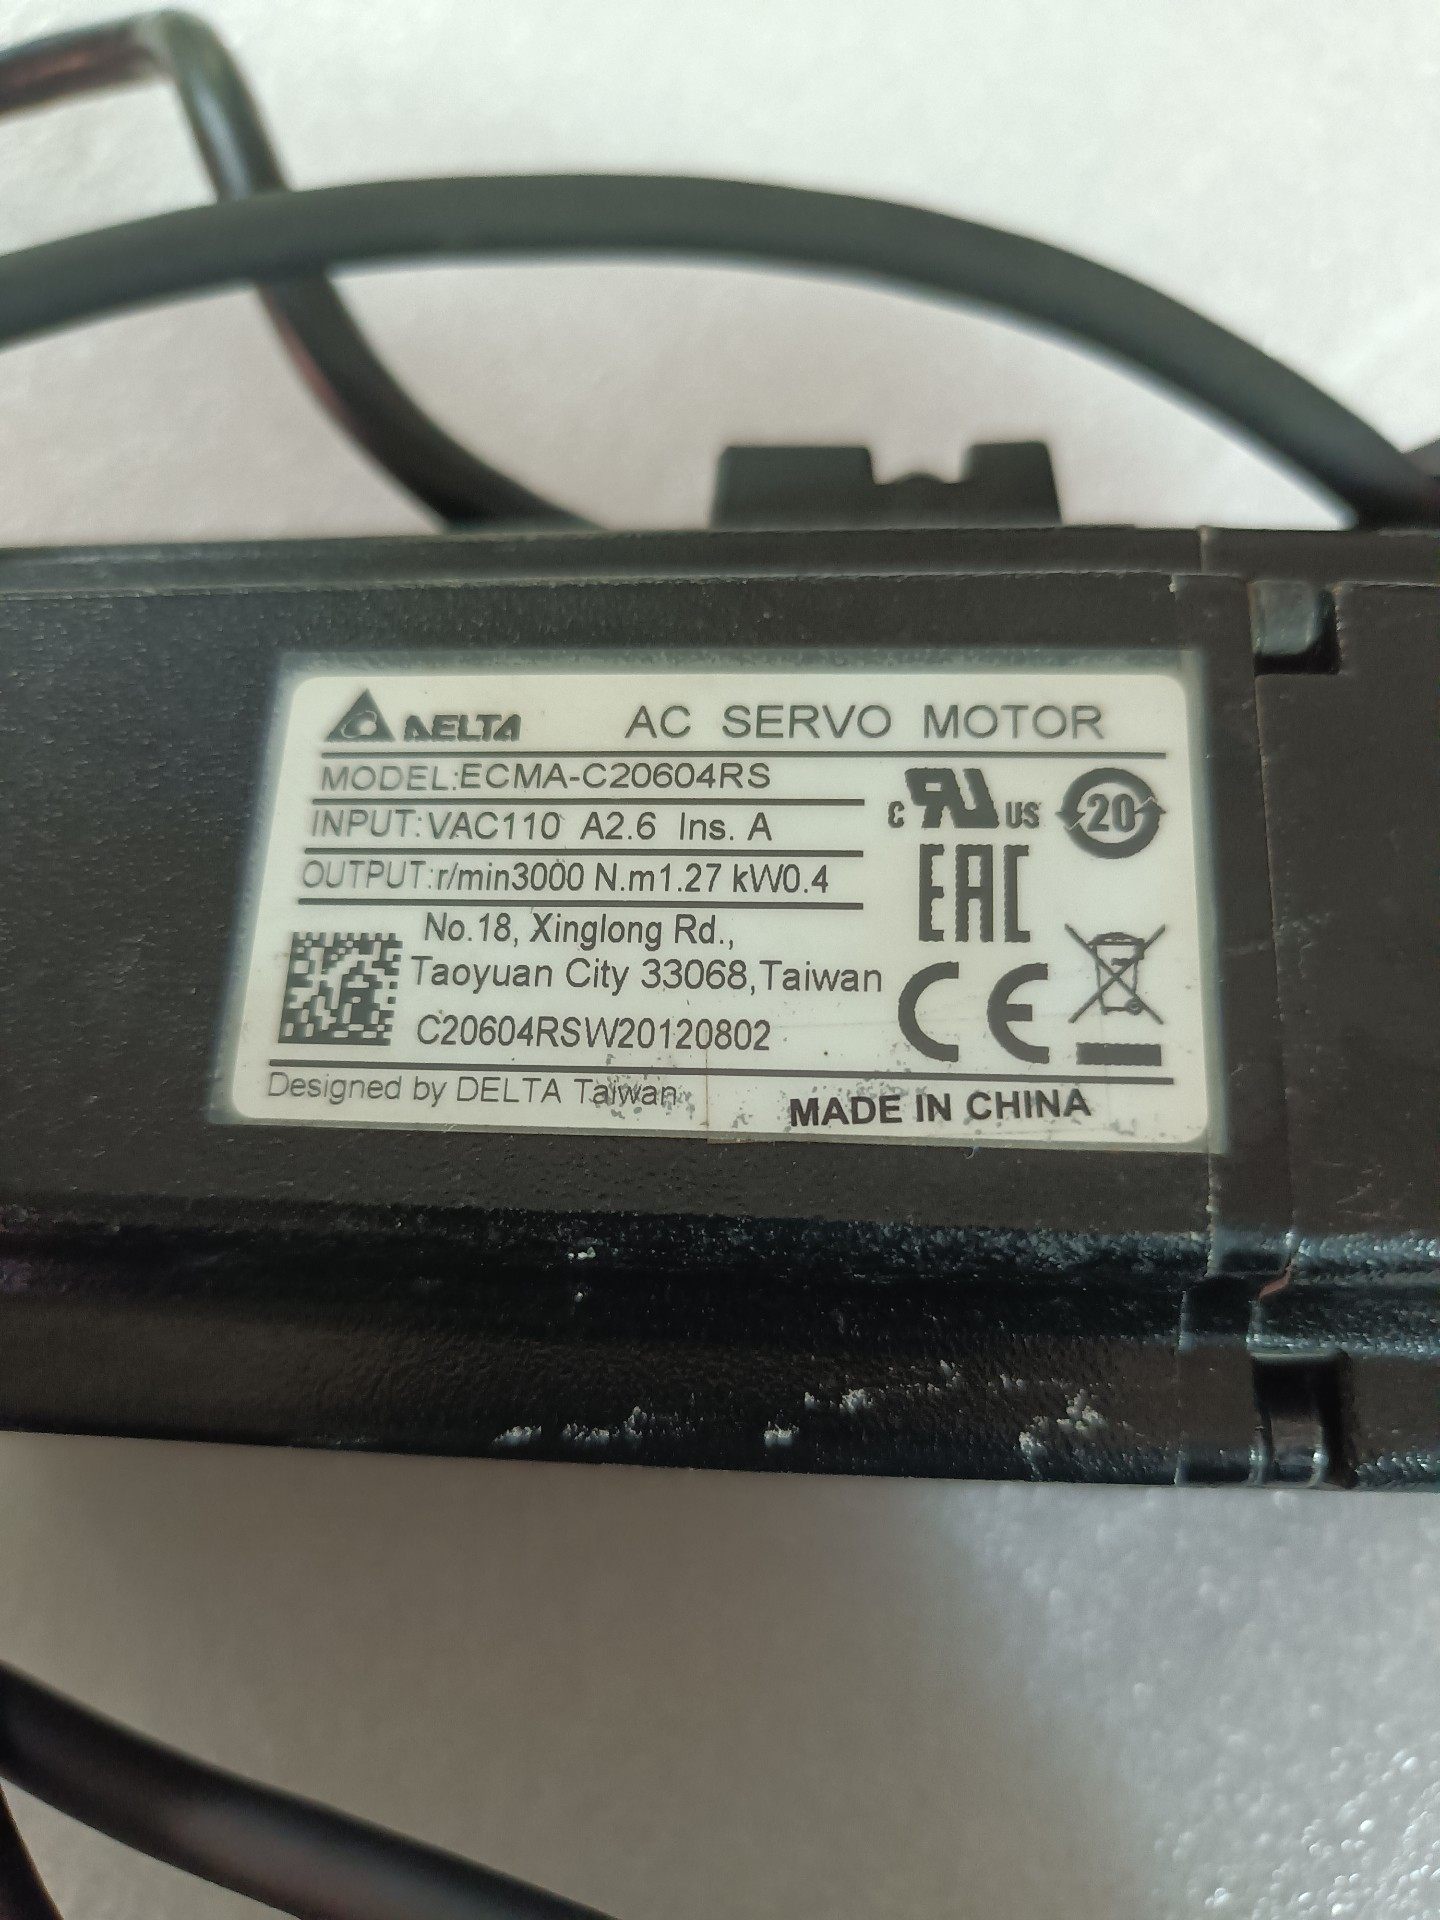 DELTA AC SERVO MOTOR
MODEL:ECMA-C20604RS
INPUT:VAC110 A2.6 Ins. A
OUTPUT:r/min3000 N.m1.27 kW0.4
c RU US 20
EAC
No.18, Xinglong Rd.,
Taoyuan City 33068,Taiwan
C20604RSW20120802
CE
Designed by DELTA Taiwan
MADE IN CHINA